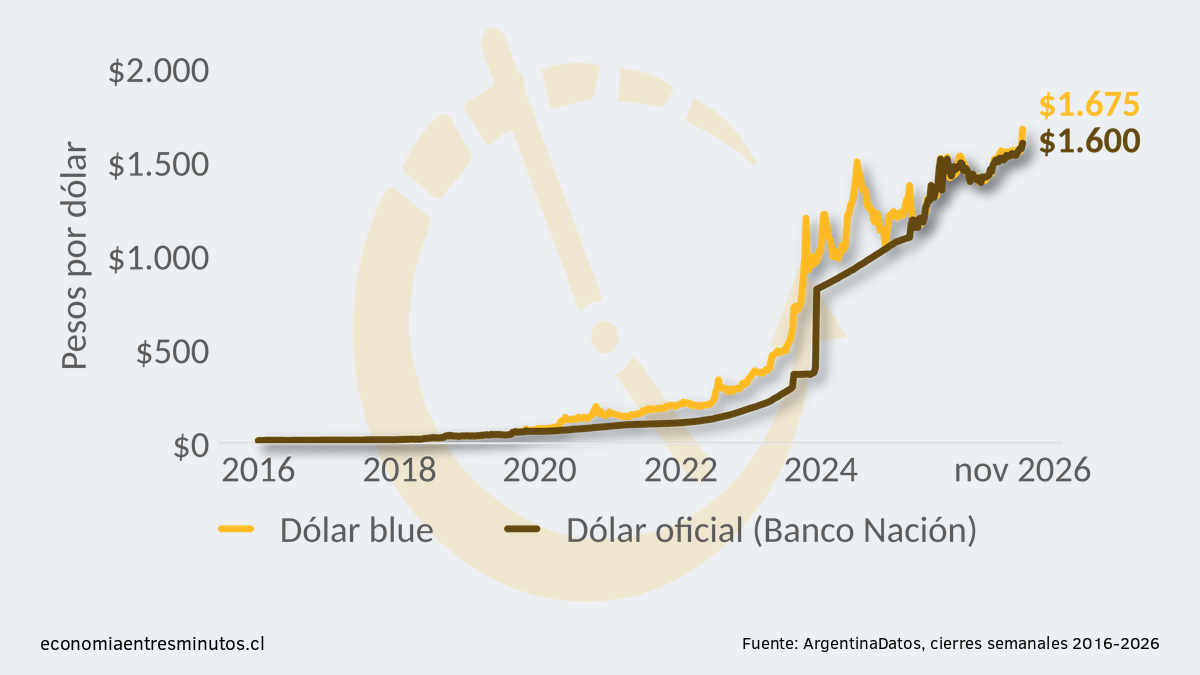 $2.000
$1.675
$1.600
$1.500
Pesos por dólar
$1.000
$500
$0
2016 2018 2020 2022 2024 nov 2026
Dólar blue Dólar oficial (Banco Nación)
economiaentresminutos.cl Fuente: ArgentinaDatos, cierres semanales 2016-2026